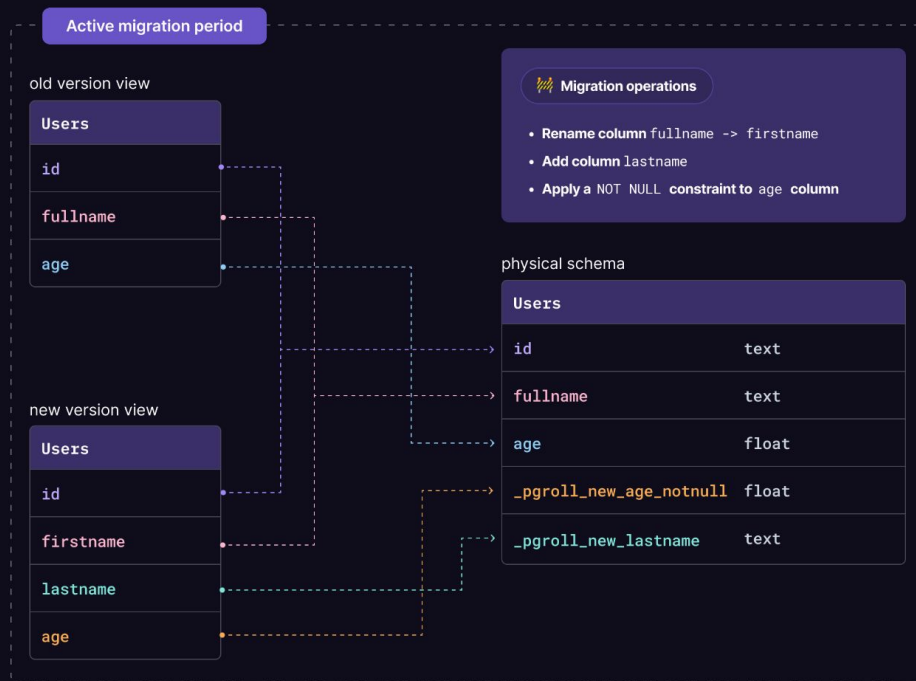 Active migration period
old version view
Users
id
fullname
age
Migration operations
• Rename column fullname -> firstname
• Add column lastname
• Apply a NOT NULL constraint to age column
physical schema
Users
id text
fullname text
age float
_pgroll_new_age_notnull float
_pgroll_new_lastname text
new version view
Users
id
firstname
lastname
age